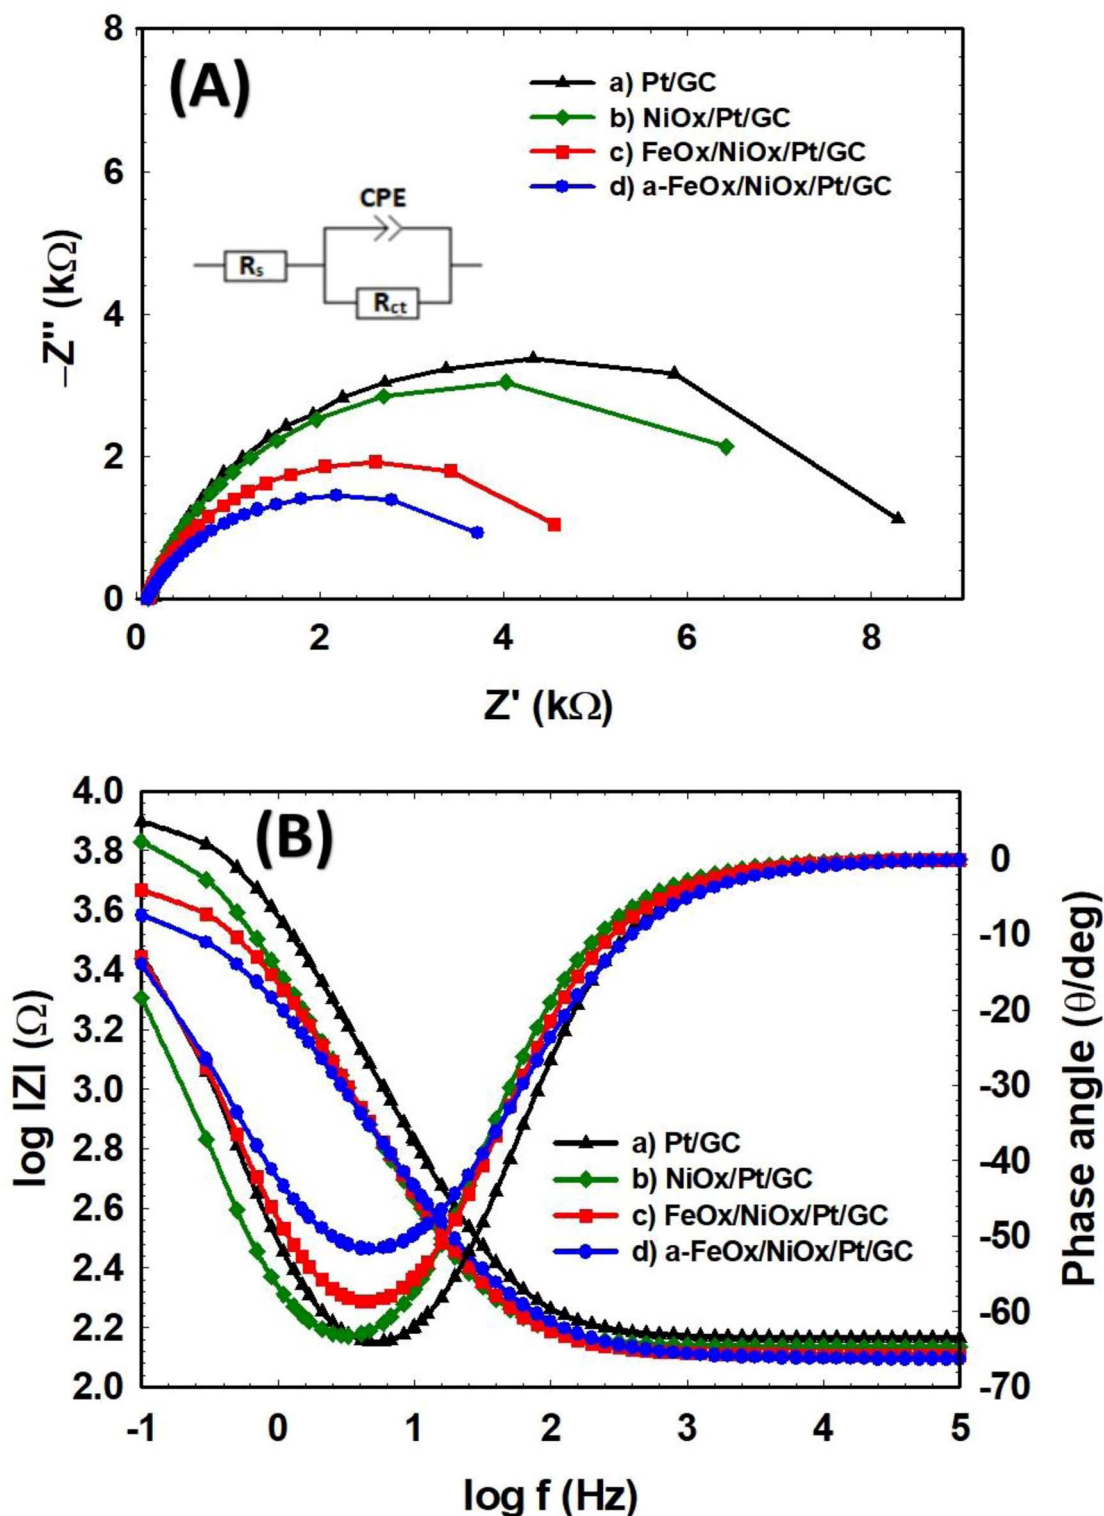 (A)
a) Pt/GC
b) NiOx/Pt/GC
c) FeOx/NiOx/Pt/GC
d) a-FeOx/NiOx/Pt/GC
CPE
Rs
Rct
8
6
4
2
0
–Z'' (kΩ)
0 2 4 6 8
Z' (kΩ)
(B)
4.0
3.8
3.6
3.4
3.2
3.0
2.8
2.6
2.4
2.2
2.0
log |Z| (Ω)
a) Pt/GC
b) NiOx/Pt/GC
c) FeOx/NiOx/Pt/GC
d) a-FeOx/NiOx/Pt/GC
0
-10
-20
-30
-40
-50
-60
-70
Phase angle (θ/deg)
-1 0 1 2 3 4 5
log f (Hz)